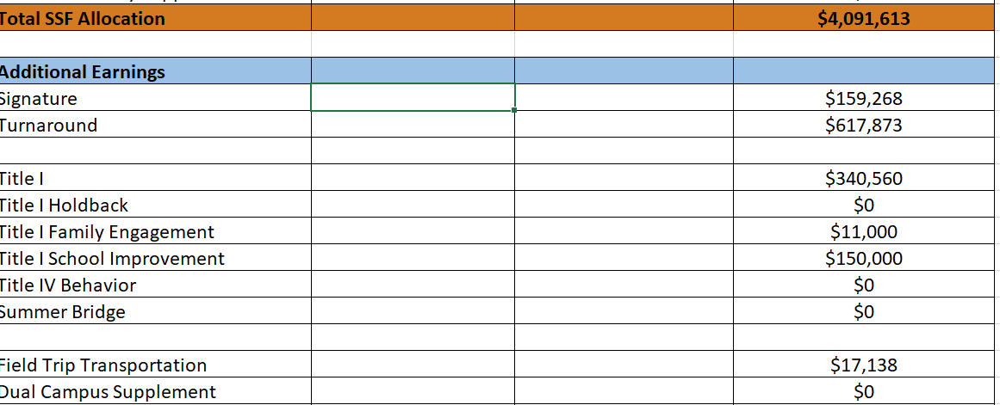 Total SSF Allocation $4,091,613
Additional Earnings
Signature $159,268
Turnaround $617,873
Title I $340,560
Title I Holdback $0
Title I Family Engagement $11,000
Title I School Improvement $150,000
Title IV Behavior $0
Summer Bridge $0
Field Trip Transportation $17,138
Dual Campus Supplement $0